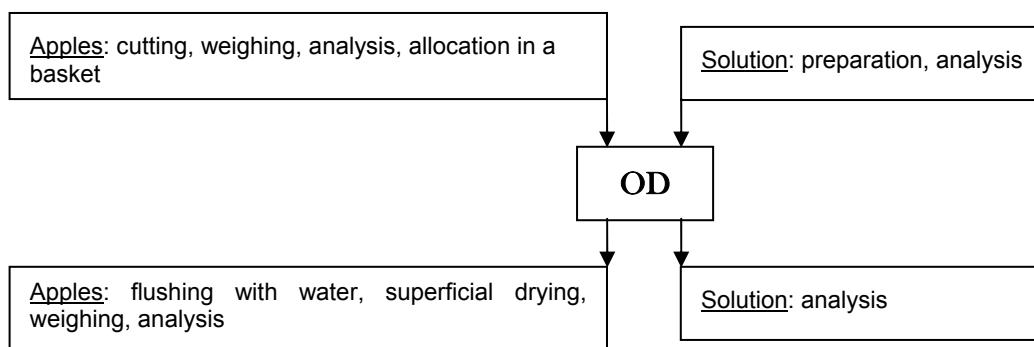 Apples: cutting, weighing, analysis, allocation in a
basket
Solution: preparation, analysis
OD
Apples: flushing with water, superficial drying,
weighing, analysis
Solution: analysis